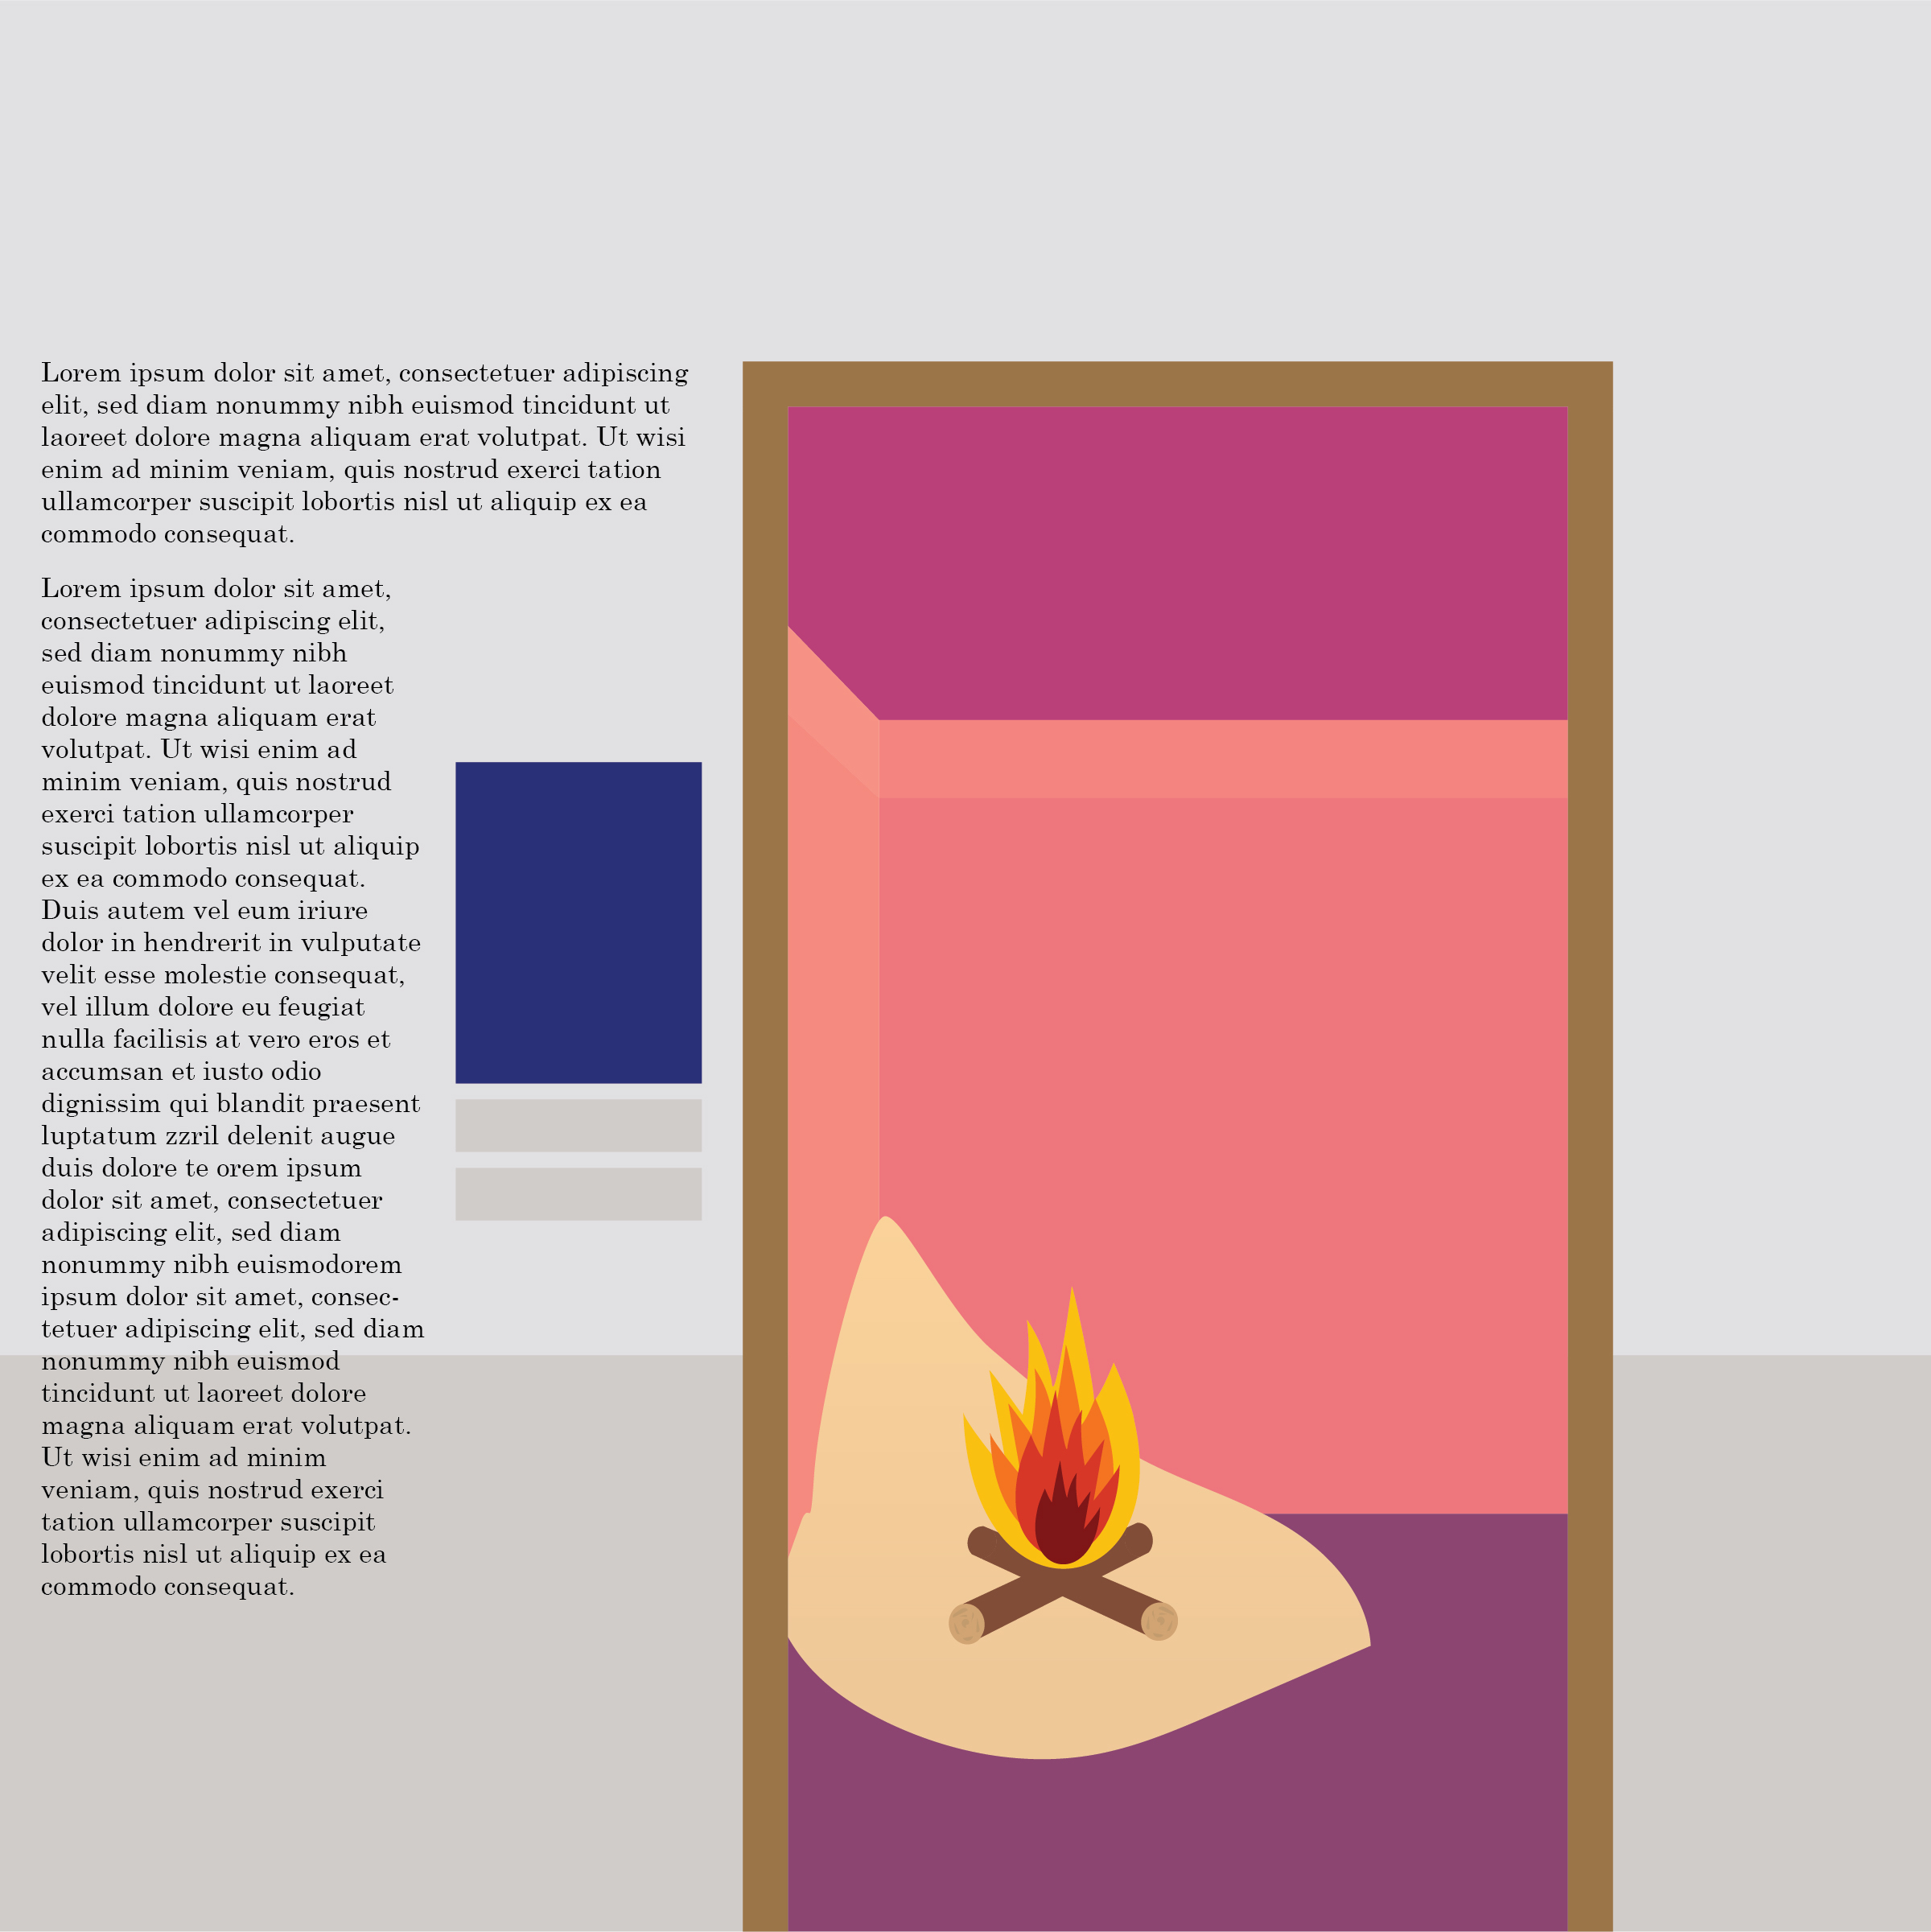 Lorem ipsum dolor sit amet, consectetuer adipiscing
elit, sed diam nonummy nibh euismod tincidunt ut
laoreet dolore magna aliquam erat volutpat. Ut wisi
enim ad minim veniam, quis nostrud exerci tation
ullamcorper suscipit lobortis nisl ut aliquip ex ea
commodo consequat.
Lorem ipsum dolor sit amet,
consectetuer adipiscing elit,
sed diam nonummy nibh
euismod tincidunt ut laoreet
dolore magna aliquam erat
volutpat. Ut wisi enim ad
minim veniam, quis nostrud
exerci tation ullamcorper
suscipit lobortis nisl ut aliquip
ex ea commodo consequat.
Duis autem vel eum iriure
dolor in hendrerit in vulputate
velit esse molestie consequat,
vel illum dolore eu feugiat
nulla facilisis at vero eros et
accumsan et iusto odio
dignissim qui blandit praesent
luptatum zzril delenit augue
duis dolore te orem ipsum
dolor sit amet, consectetuer
adipiscing elit, sed diam
nonummy nibh euismodorem
ipsum dolor sit amet, consec-
tetuer adipiscing elit, sed diam
nonummy nibh euismod
tincidunt ut laoreet dolore
magna aliquam erat volutpat.
Ut wisi enim ad minim
veniam, quis nostrud exerci
tation ullamcorper suscipit
lobortis nisl ut aliquip ex ea
commodo consequat.